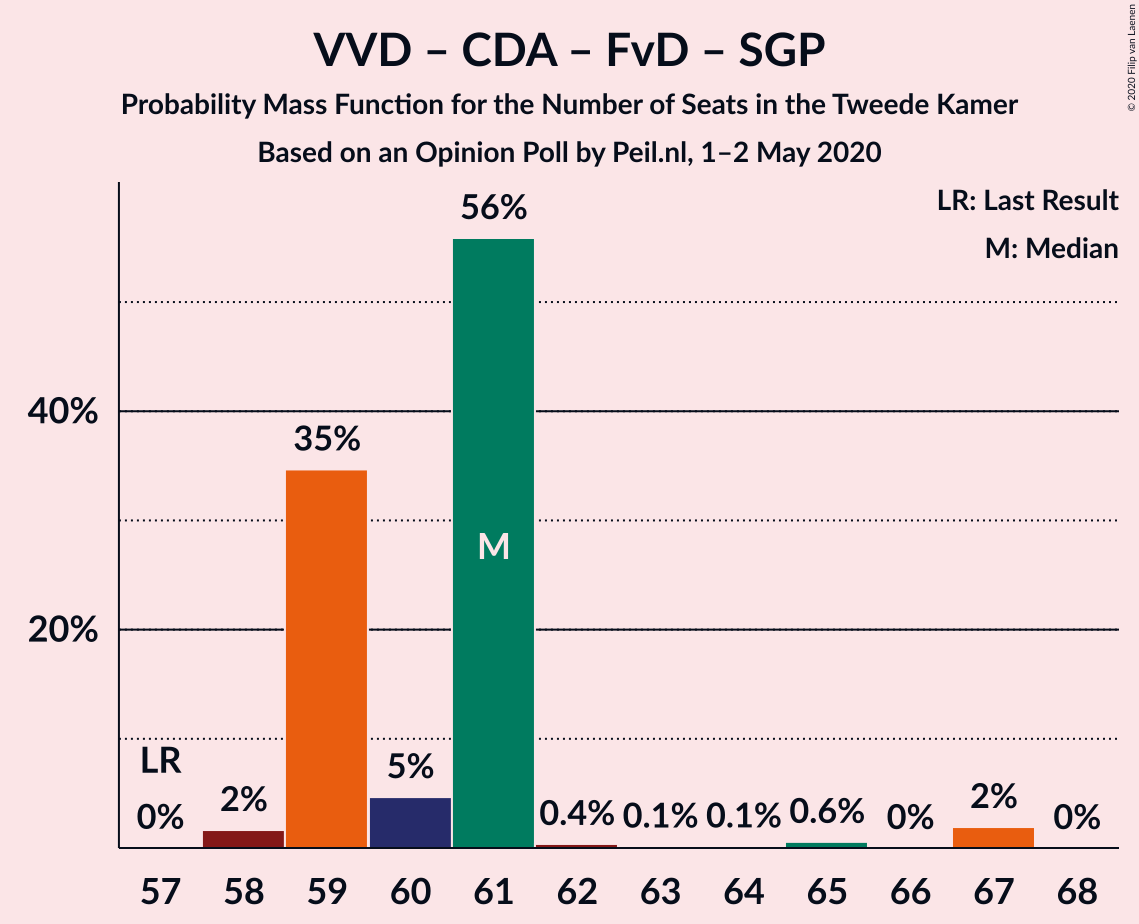 VVD – CDA – FvD – SGP
Probability Mass Function for the Number of Seats in the Tweede Kamer
Based on an Opinion Poll by Peil.nl, 1–2 May 2020
© 2020 Filip van Laenen
LR: Last Result
M: Median
56%
40%
35%
M
20%
LR
0%
2%
5%
0.4%
0.1%
0.1%
0.6%
0%
2%
0%
57 58 59 60 61 62 63 64 65 66 67 68